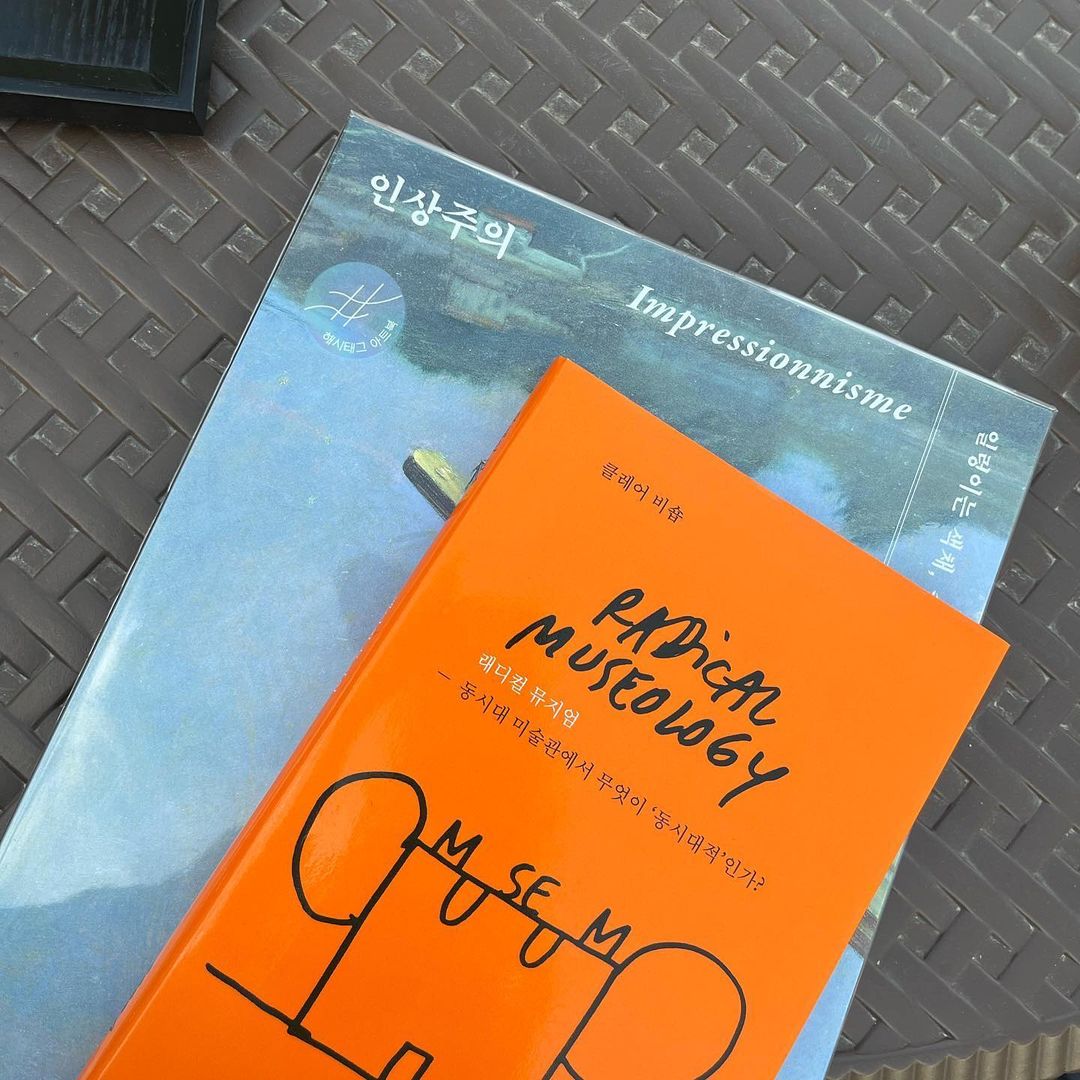 인상주의
해시태그 아트북
Impressionnisme
일렁이는 색채,
클레어 비숍
RADiCAL
MUSEOLOGY
래디컬 뮤지엄
— 동시대 미술관에서 무엇이 ‘동시대적’인가?
MUSEUM